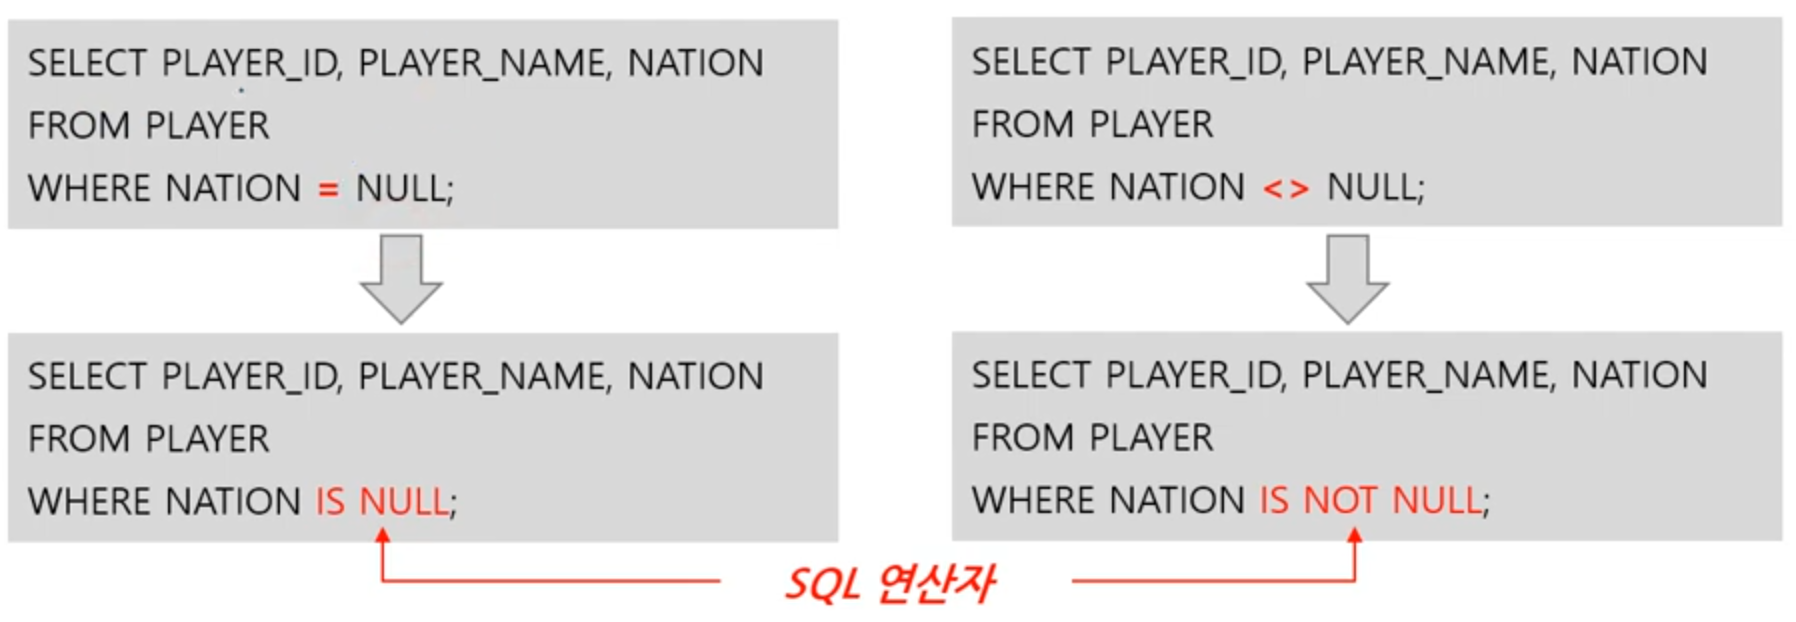 SELECT PLAYER_ID, PLAYER_NAME, NATION
FROM PLAYER
WHERE NATION = NULL;
SELECT PLAYER_ID, PLAYER_NAME, NATION
FROM PLAYER
WHERE NATION <> NULL;
SELECT PLAYER_ID, PLAYER_NAME, NATION
FROM PLAYER
WHERE NATION IS NULL;
SELECT PLAYER_ID, PLAYER_NAME, NATION
FROM PLAYER
WHERE NATION IS NOT NULL;
SQL 연산자